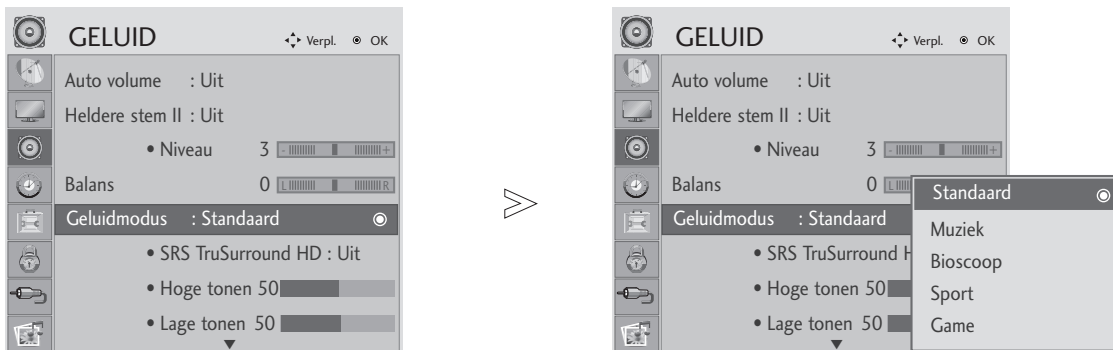 GELUID Verpl. OK
Auto volume : Uit
Heldere stem II : Uit
• Niveau 3 - +
Balans 0 L R
Geluidmodus : Standaard
• SRS TruSurround HD : Uit
• Hoge tonen 50
• Lage tonen 50
GELUID Verpl. OK
Auto volume : Uit
Heldere stem II : Uit
• Niveau 3 - +
Balans 0 L
Geluidmodus : Standaard
• SRS TruSurround H
• Hoge tonen 50
• Lage tonen 50
Standaard
Muziek
Bioscoop
Sport
Game